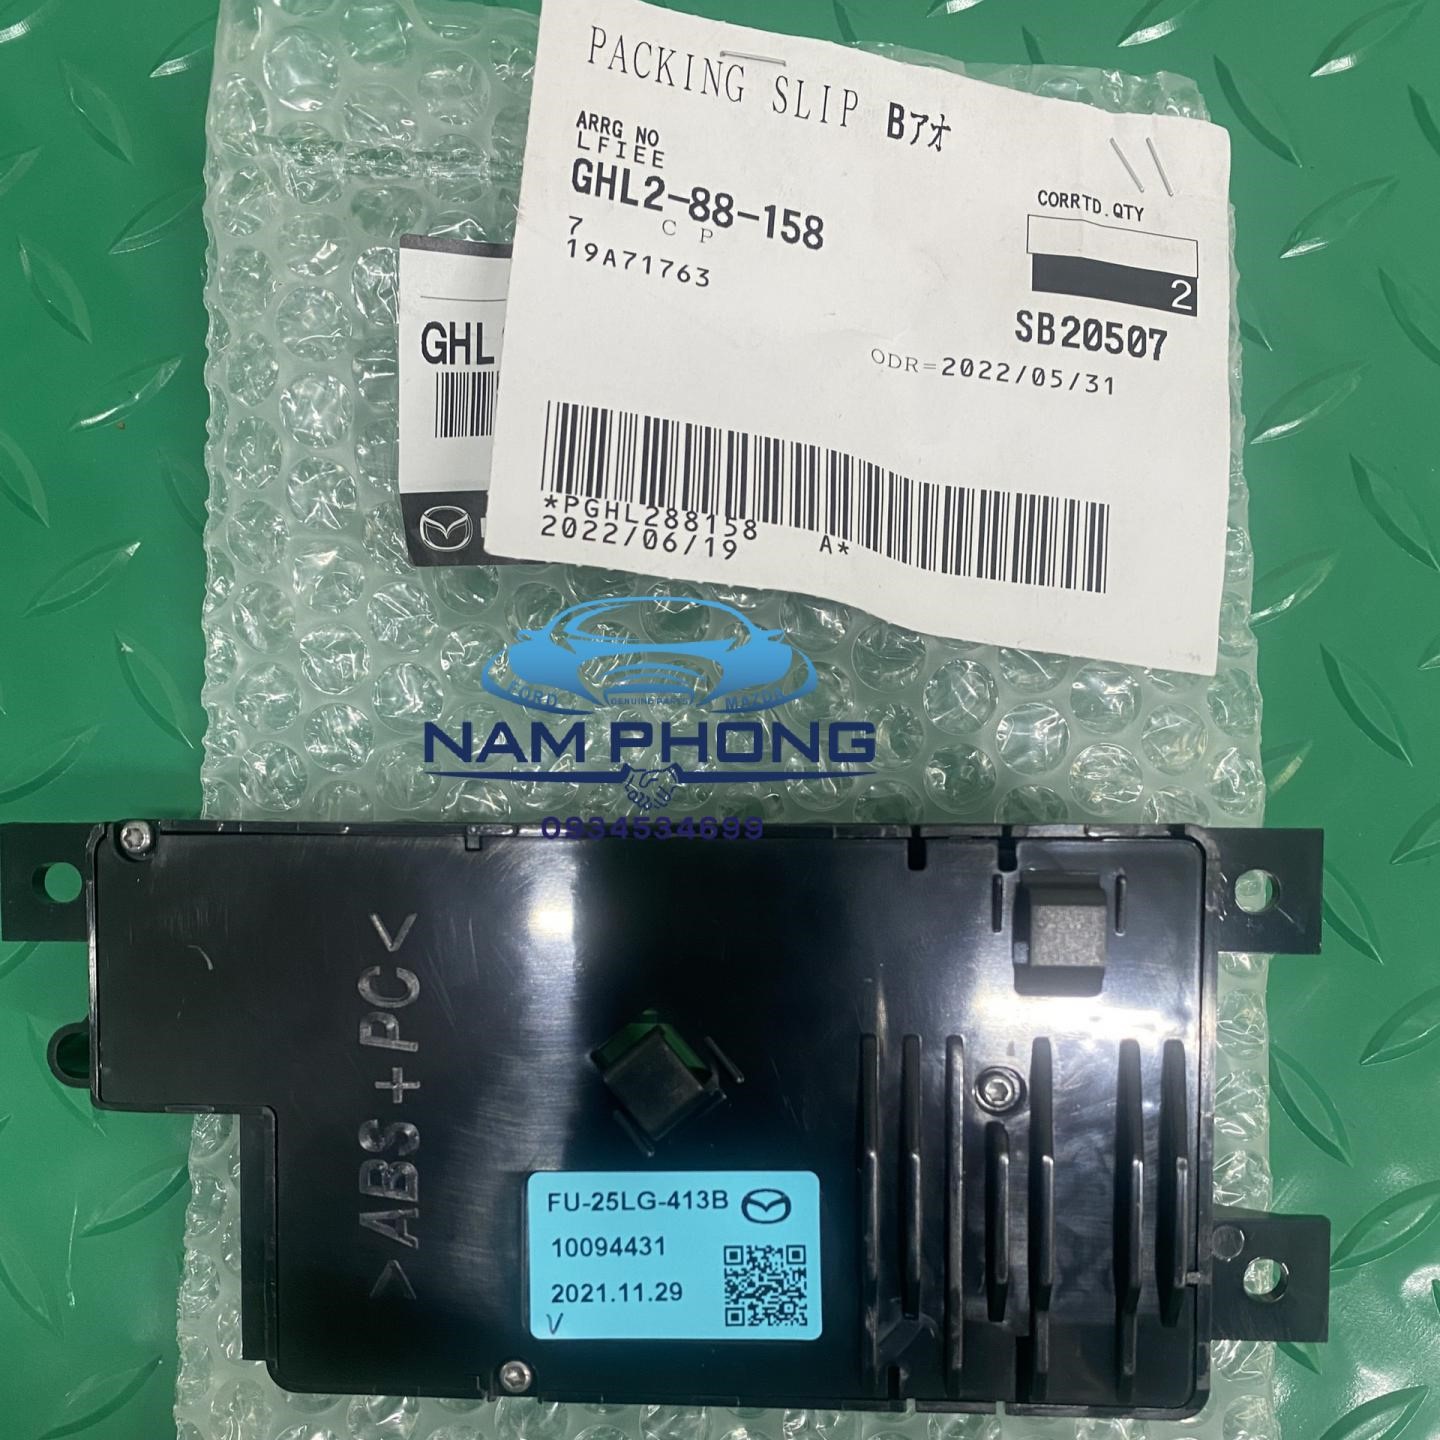 PACKING SLIP Bアオ
ARRG NO
LFIEE
GHL2-88-158
7 C P
19A71763
CORRTD.QTY
2
SB20507
ODR=2022/05/31
*PGHL288158 A*
2022/06/19
GHL
FORD GENUINE PARTS MAZDA
NAM PHONG
0934534699
>ABS+PC<
FU-25LG-413B
10094431
2021.11.29
V